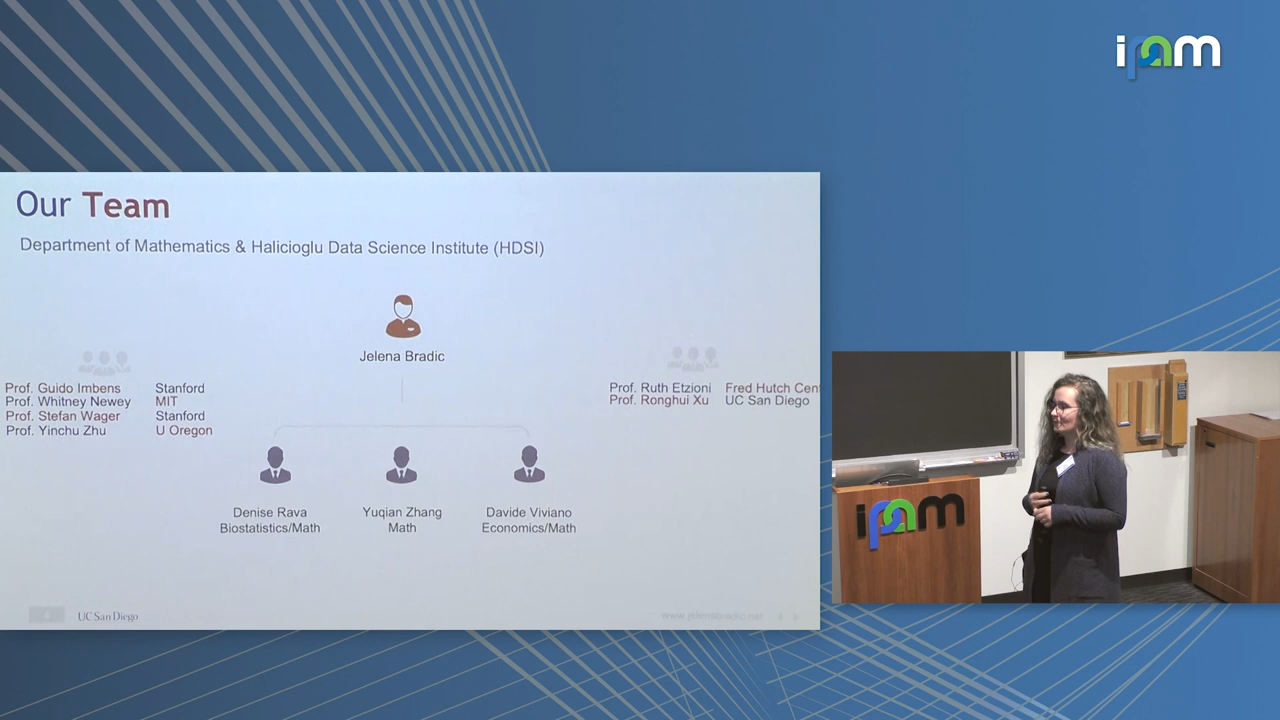 ipam
Our Team
Department of Mathematics & Halicioglu Data Science Institute (HDSI)
Jelena Bradic
Prof. Guido Imbens Stanford
Prof. Whitney Newey MIT
Prof. Stefan Wager Stanford
Prof. Yinchu Zhu U Oregon
Prof. Ruth Etzioni Fred Hutch Cen
Prof. Ronghui Xu UC San Diego
Denise Rava
Biostatistics/Math
Yuqian Zhang
Math
Davide Viviano
Economics/Math
UC San Diego
www.jelenabradic.net
ipam